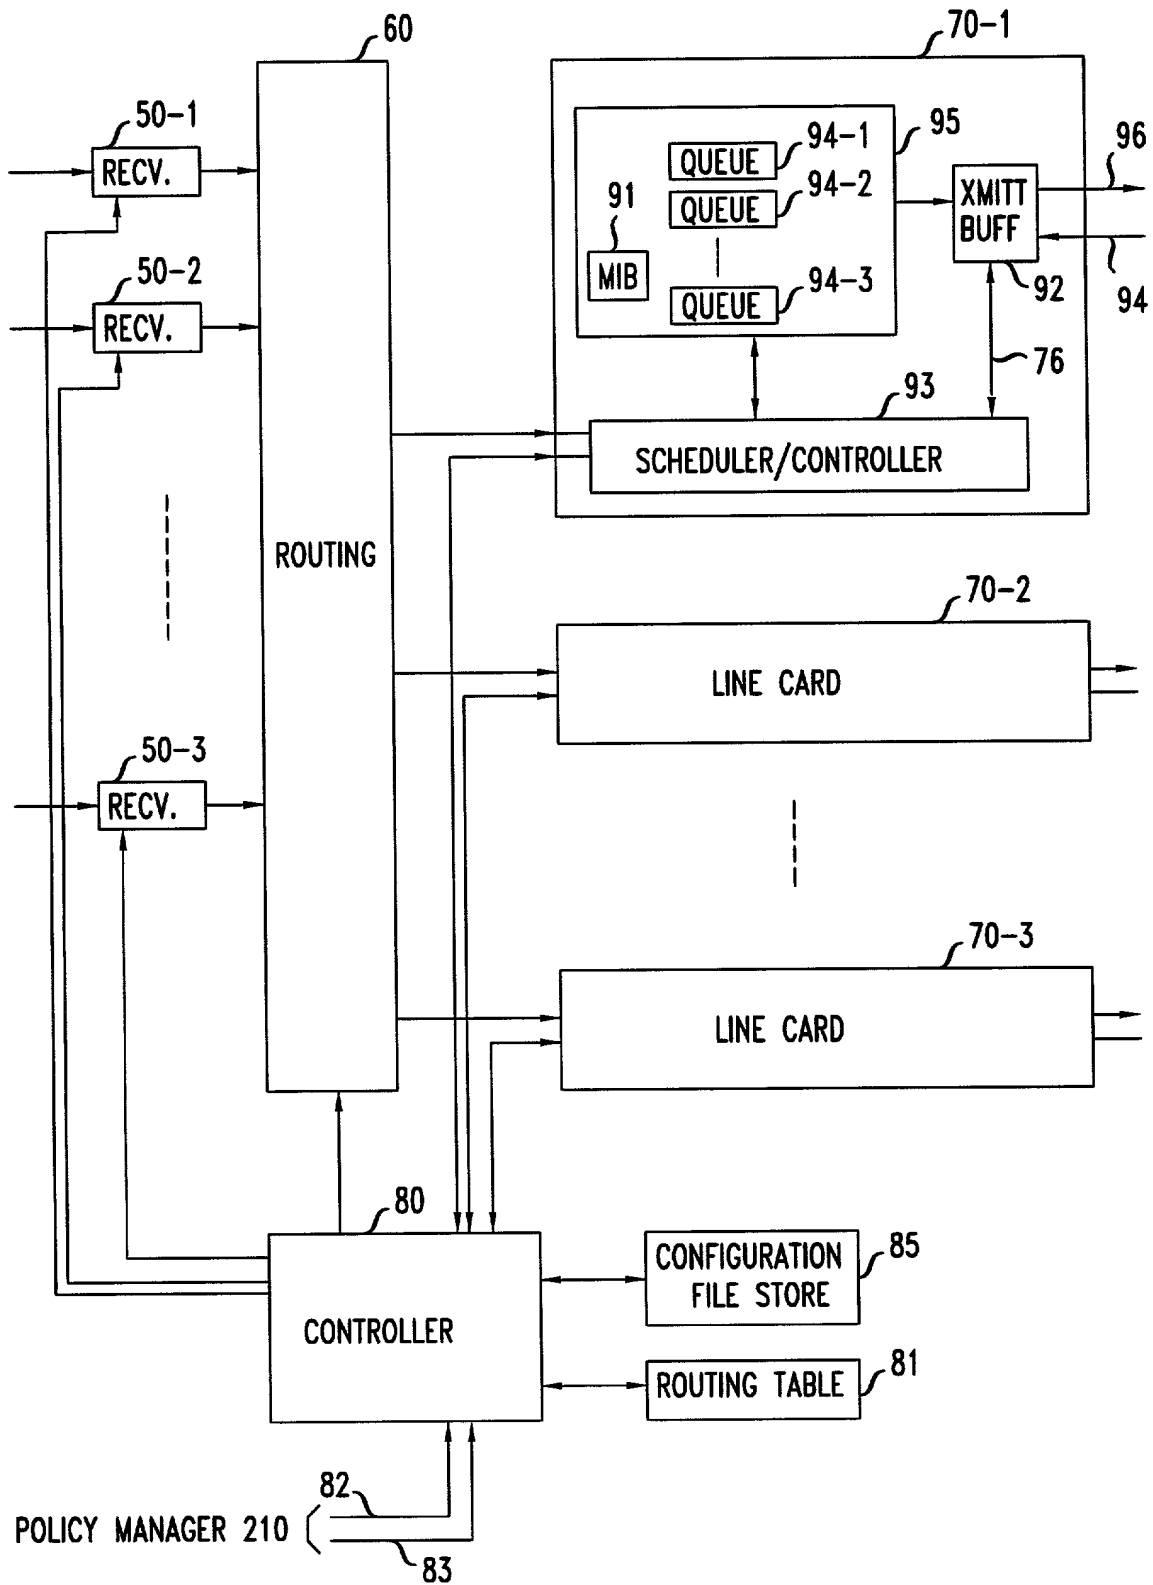 60
70-1
50-1
RECV.
94-1
QUEUE
95
96
94-2
QUEUE
XMITT
BUFF
91
MIB
50-2
RECV.
94-3
QUEUE
92
94
76
93
SCHEDULER/CONTROLLER
ROUTING
70-2
LINE CARD
50-3
RECV.
70-3
LINE CARD
80
CONTROLLER
85
CONFIGURATION
FILE STORE
81
ROUTING TABLE
82
POLICY MANAGER 210
83